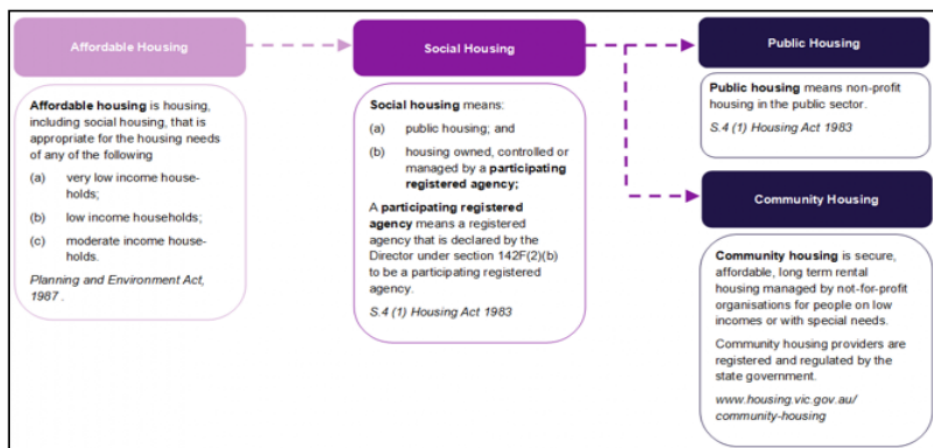 Affordable Housing
Affordable housing is housing,
including social housing, that is
appropriate for the housing needs
of any of the following
(a) very low income house-
holds;
(b) low income households;
(c) moderate income house-
holds.
Planning and Environment Act,
1987 .
Social Housing
Social housing means:
(a) public housing; and
(b) housing owned, controlled or
managed by a participating
registered agency;
A participating registered
agency means a registered
agency that is declared by the
Director under section 142F(2)(b)
to be a participating registered
agency.
S.4 (1) Housing Act 1983
Public Housing
Public housing means non-profit
housing in the public sector.
S.4 (1) Housing Act 1983
Community Housing
Community housing is secure,
affordable, long term rental
housing managed by not-for-profit
organisations for people on low
incomes or with special needs.
Community housing providers are
registered and regulated by the
state government.
www.housing.vic.gov.au/
community-housing